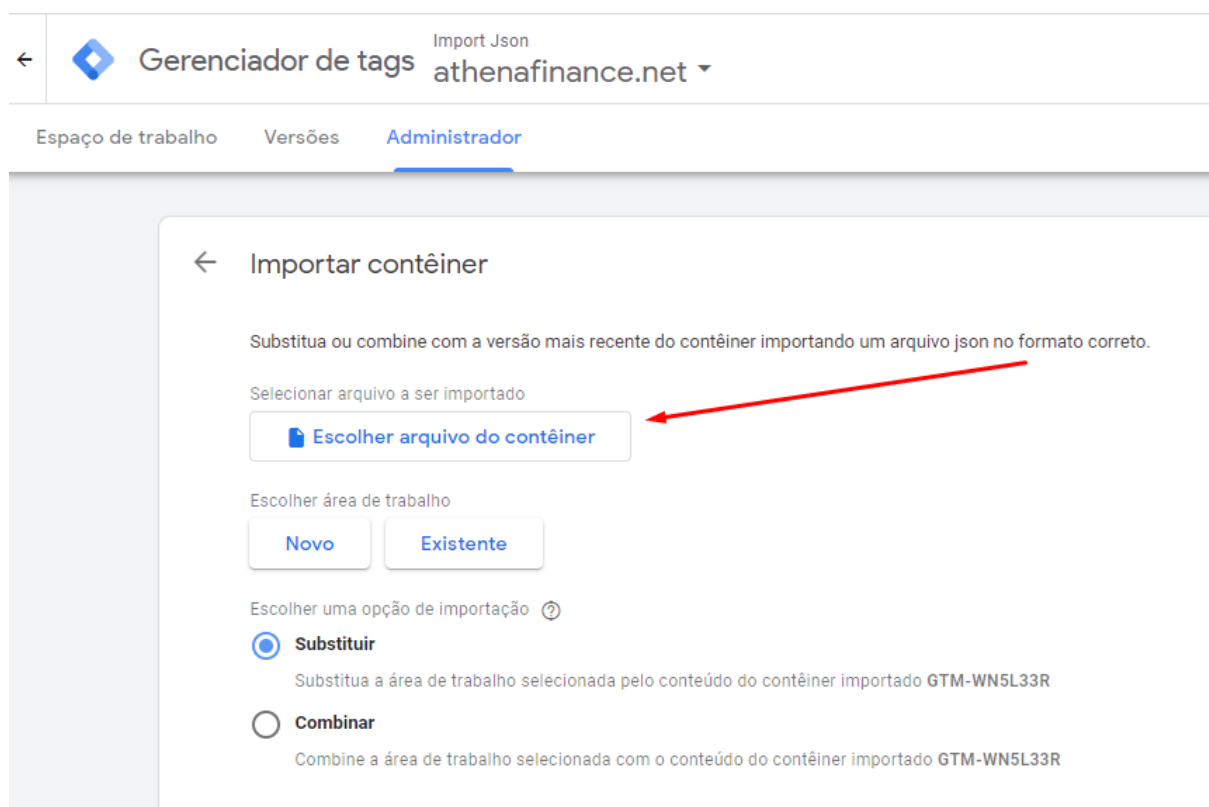 Import Json
Gerenciador de tags athenafinance.net
Espaço de trabalho Versões Administrador
Importar contêiner
Substitua ou combine com a versão mais recente do contêiner importando um arquivo json no formato correto.
Selecionar arquivo a ser importado
Escolher arquivo do contêiner
Escolher área de trabalho
Novo Existente
Escolher uma opção de importação ?
Substituir
Substitua a área de trabalho selecionada pelo conteúdo do contêiner importado GTM-WN5L33R
Combinar
Combine a área de trabalho selecionada com o conteúdo do contêiner importado GTM-WN5L33R